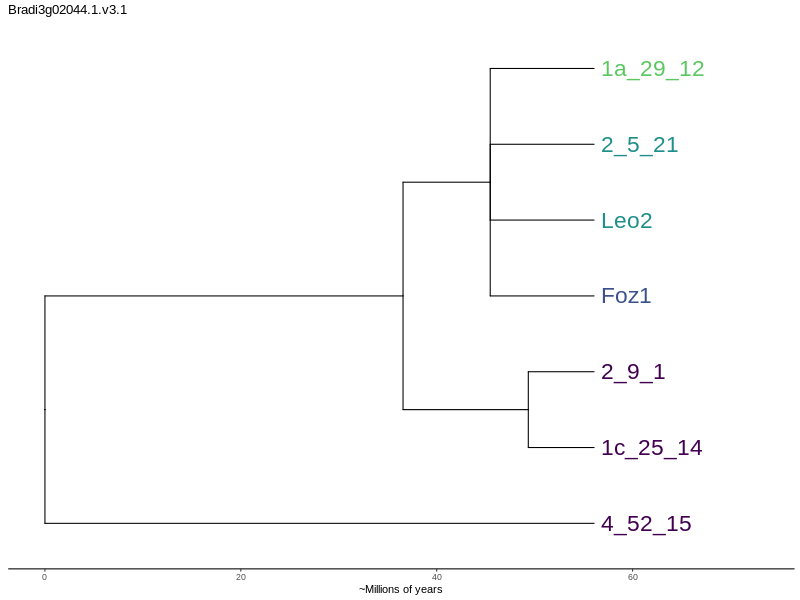 Bradi3g02044.1.v3.1
1a_29_12
2_5_21
Leo2
Foz1
2_9_1
1c_25_14
4_52_15
0 20 40 60
~Millions of years